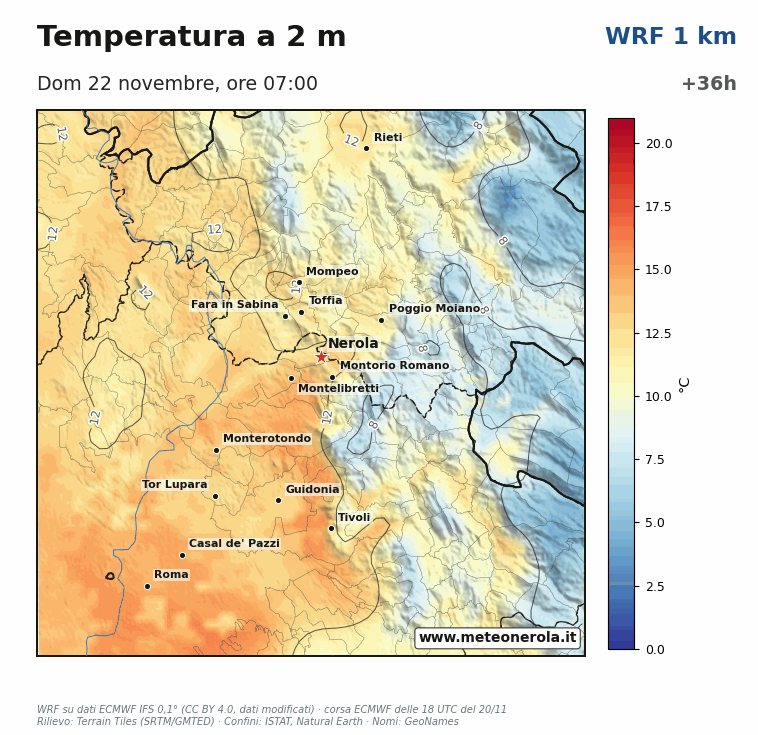 Temperatura a 2 m
WRF 1 km
Dom 22 novembre, ore 07:00
+36h
12
12
8
Rieti
12
12
8
Mompeo
12
12
Toffia
Fara in Sabina
Poggio Moiano
8
Nerola
8
Montorio Romano
Montelibretti
12
12
8
Monterotondo
Tor Lupara
Guidonia
Tivoli
Casal de' Pazzi
Roma
www.meteonerola.it
20.0
17.5
15.0
12.5
10.0
7.5
5.0
2.5
0.0
°C
WRF su dati ECMWF IFS 0,1° (CC BY 4.0, dati modificati) · corsa ECMWF delle 18 UTC del 20/11
Rilievo: Terrain Tiles (SRTM/GMTED) · Confini: ISTAT, Natural Earth · Nomi: GeoNames